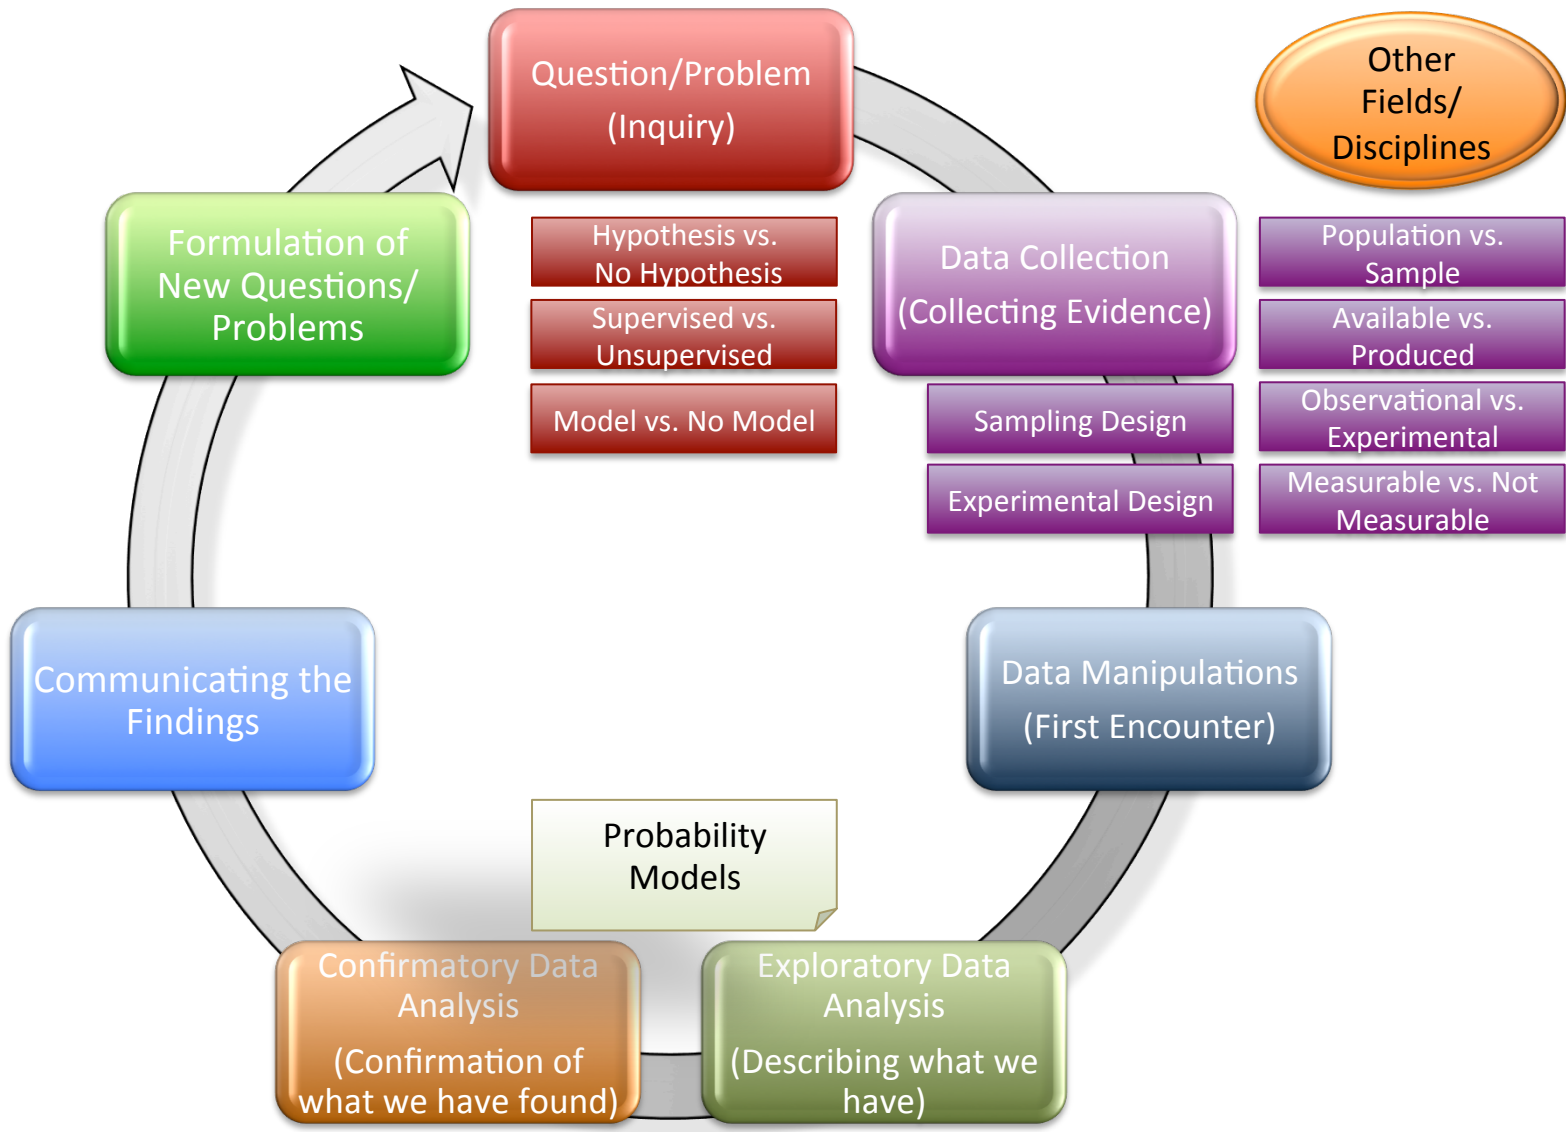 Question/Problem
(Inquiry)
Other
Fields/
Disciplines
Formulation of
New Questions/
Problems
Hypothesis vs.
No Hypothesis
Supervised vs.
Unsupervised
Model vs. No Model
Data Collection
(Collecting Evidence)
Sampling Design
Experimental Design
Population vs.
Sample
Available vs.
Produced
Observational vs.
Experimental
Measurable vs. Not
Measurable
Communicating the
Findings
Data Manipulations
(First Encounter)
Probability
Models
Confirmatory Data
Analysis
(Confirmation of
what we have found)
Exploratory Data
Analysis
(Describing what we
have)